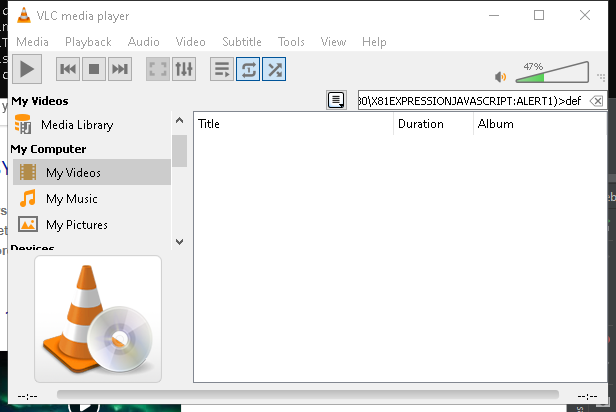 VLC media player
Media Playback Audio Video Subtitle Tools View Help
47%
My Videos
30\X81EXPRESSIONJAVASCRIPT:ALERT1)>def
Media Library
Title Duration Album
My Computer
My Videos
My Music
My Pictures
Devices
--:-- --:--